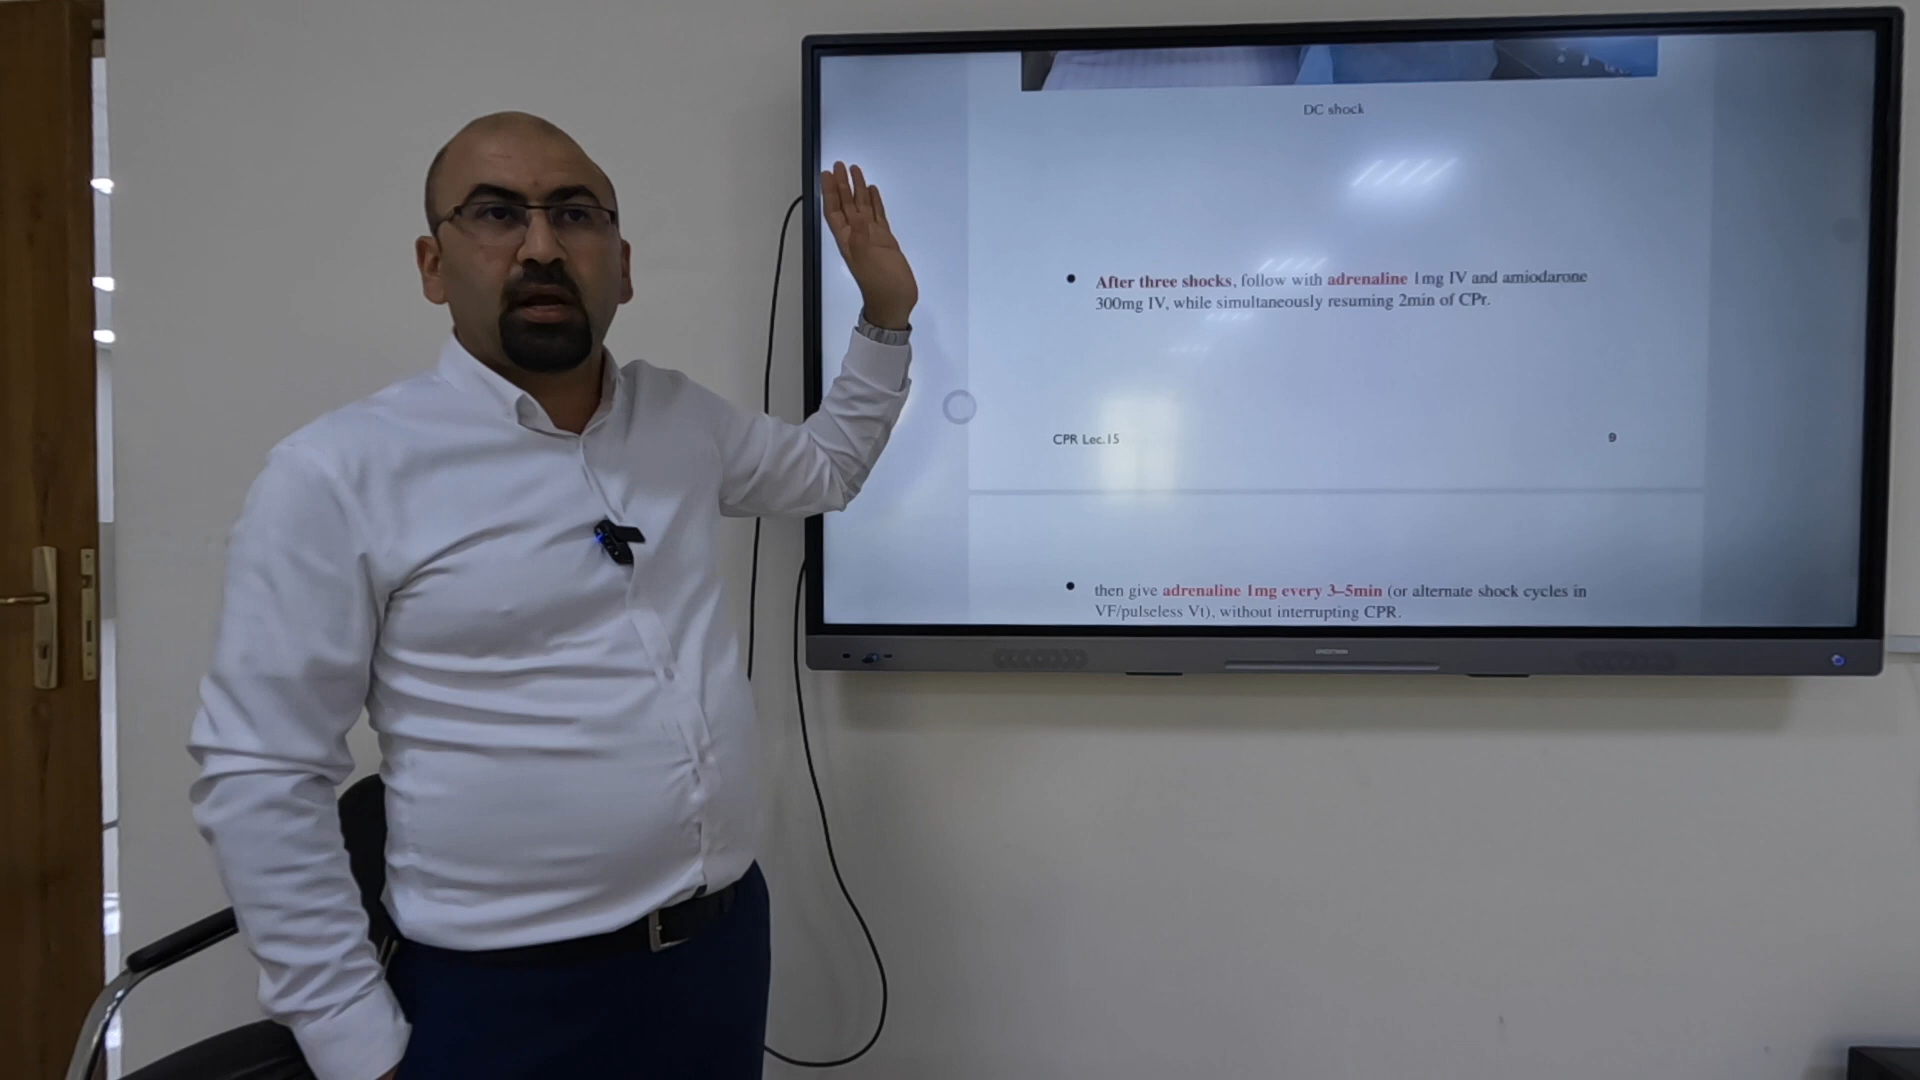 DC shock
• After three shocks, follow with adrenaline 1mg IV and amiodarone
300mg IV, while simultaneously resuming 2min of CPr.
CPR Lec.15
9
• then give adrenaline 1mg every 3–5min (or alternate shock cycles in
VF/pulseless Vt), without interrupting CPR.